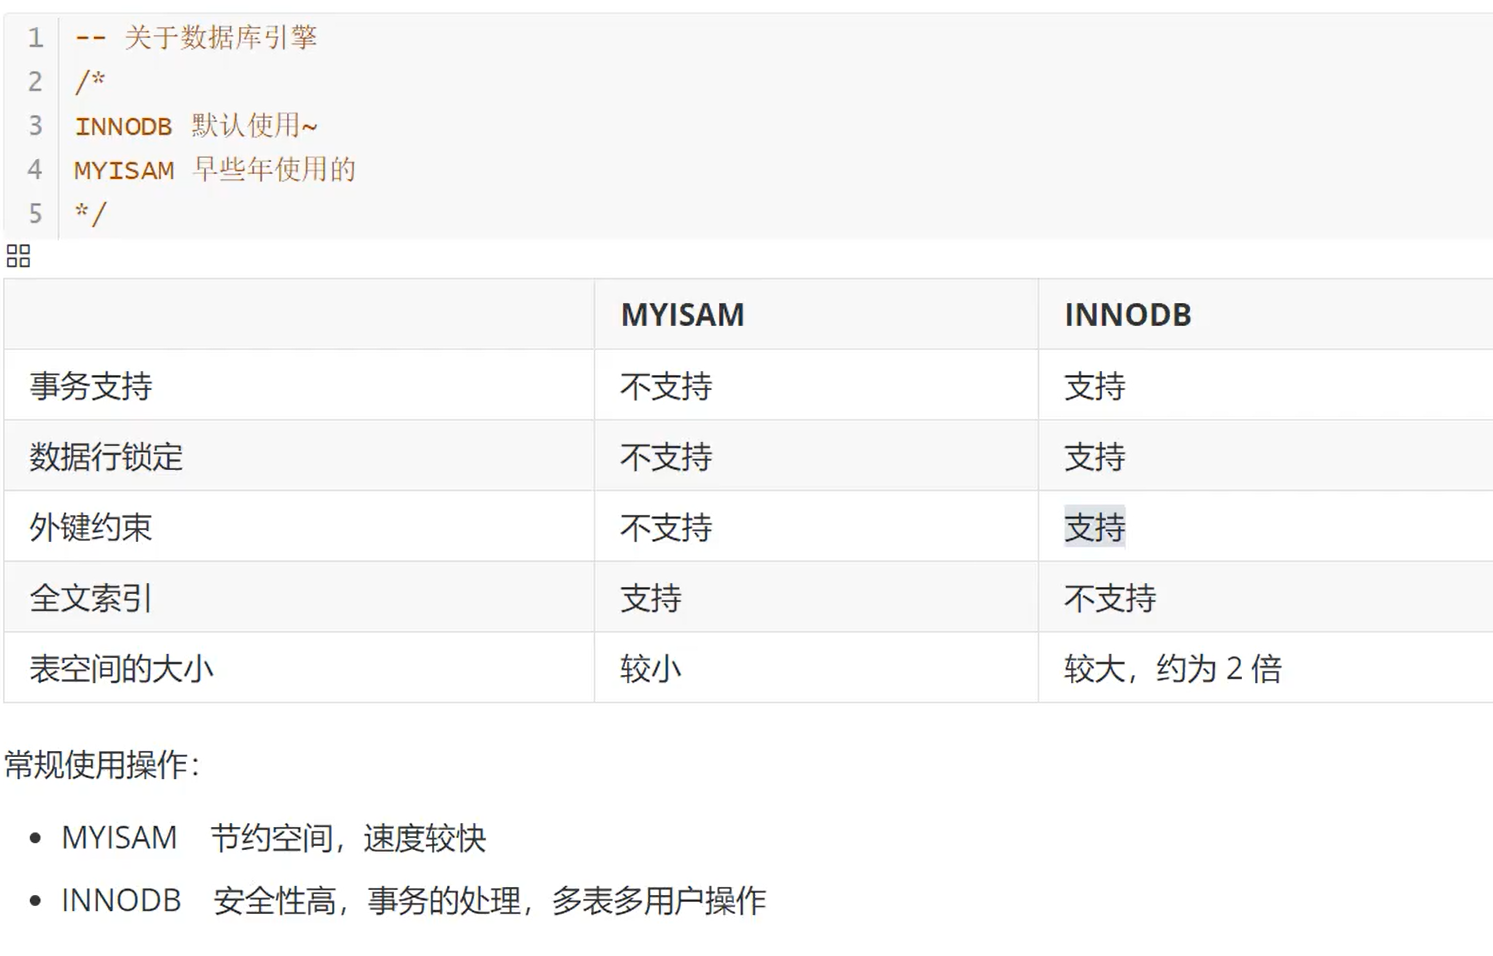 1 -- 关于数据库引擎
2 /*
3 INNODB 默认使用~
4 MYISAM 早些年使用的
5 */
MYISAM INNODB
事务支持 不支持 支持
数据行锁定 不支持 支持
外键约束 不支持 支持
全文索引 支持 不支持
表空间的大小 较小 较大，约为 2 倍
常规使用操作：
• MYISAM 节约空间，速度较快
• INNODB 安全性高，事务的处理，多表多用户操作